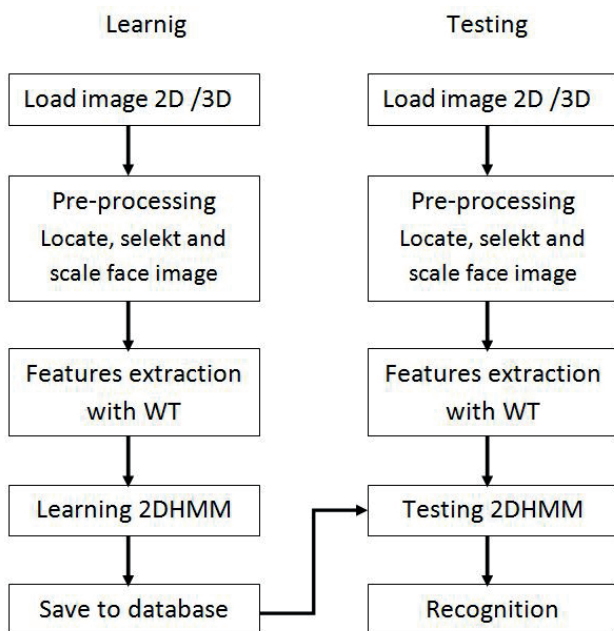 Learnig
Load image 2D /3D
Pre-processing
Locate, selekt and
scale face image
Features extraction
with WT
Learning 2DHMM
Save to database
Testing
Load image 2D /3D
Pre-processing
Locate, selekt and
scale face image
Features extraction
with WT
Testing 2DHMM
Recognition